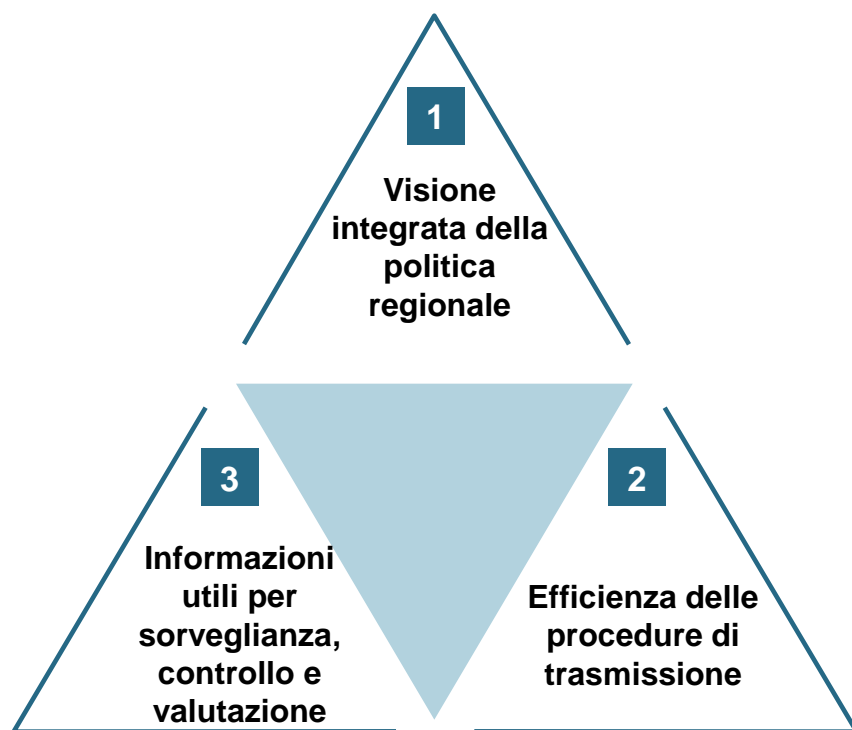 1
Visione
integrata della
politica
regionale
3
Informazioni
utili per
sorveglianza,
controllo e
valutazione
2
Efficienza delle
procedure di
trasmissione